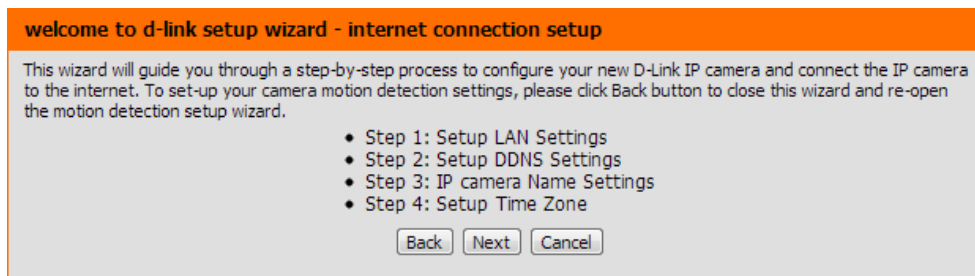 welcome to d-link setup wizard - internet connection setup
This wizard will guide you through a step-by-step process to configure your new D-Link IP camera and connect the IP camera
to the internet. To set-up your camera motion detection settings, please click Back button to close this wizard and re-open
the motion detection setup wizard.
• Step 1: Setup LAN Settings
• Step 2: Setup DDNS Settings
• Step 3: IP camera Name Settings
• Step 4: Setup Time Zone
Back Next Cancel